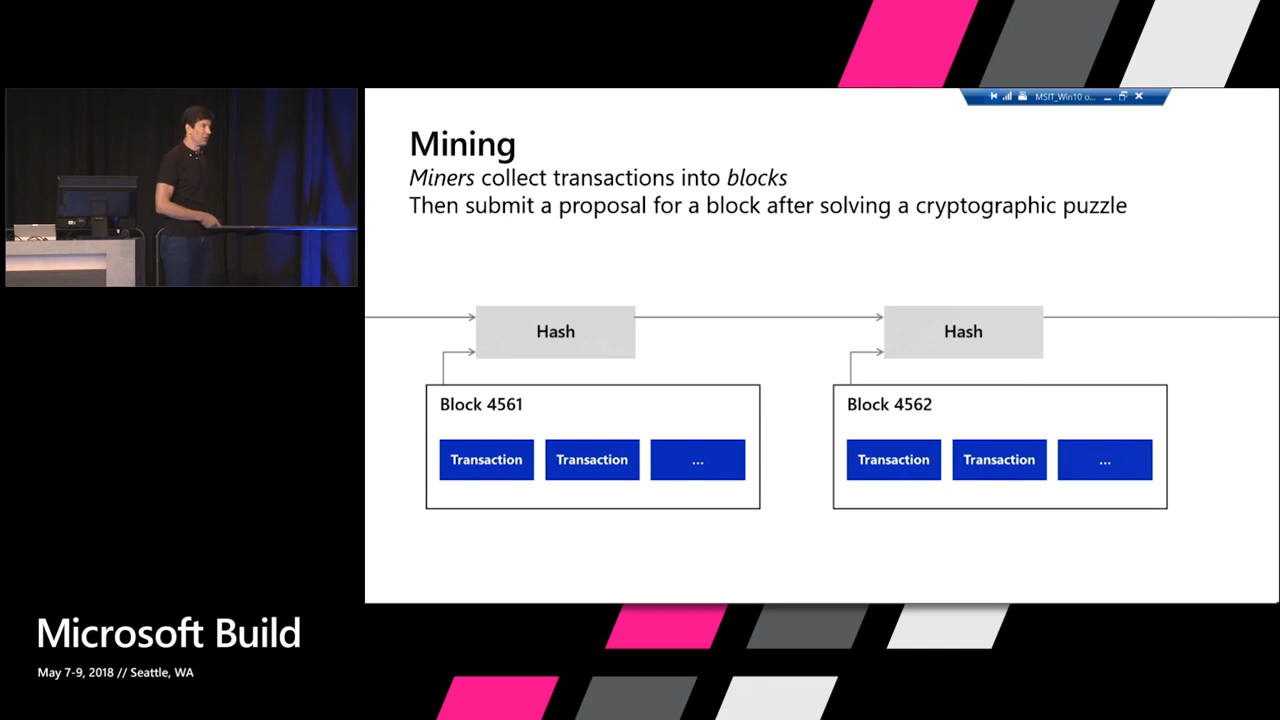 MSIT_Win10 o...
Mining
Miners collect transactions into blocks
Then submit a proposal for a block after solving a cryptographic puzzle
Hash
Hash
Block 4561
Block 4562
Transaction
Transaction
...
Transaction
Transaction
...
Microsoft Build
May 7-9, 2018 // Seattle, WA